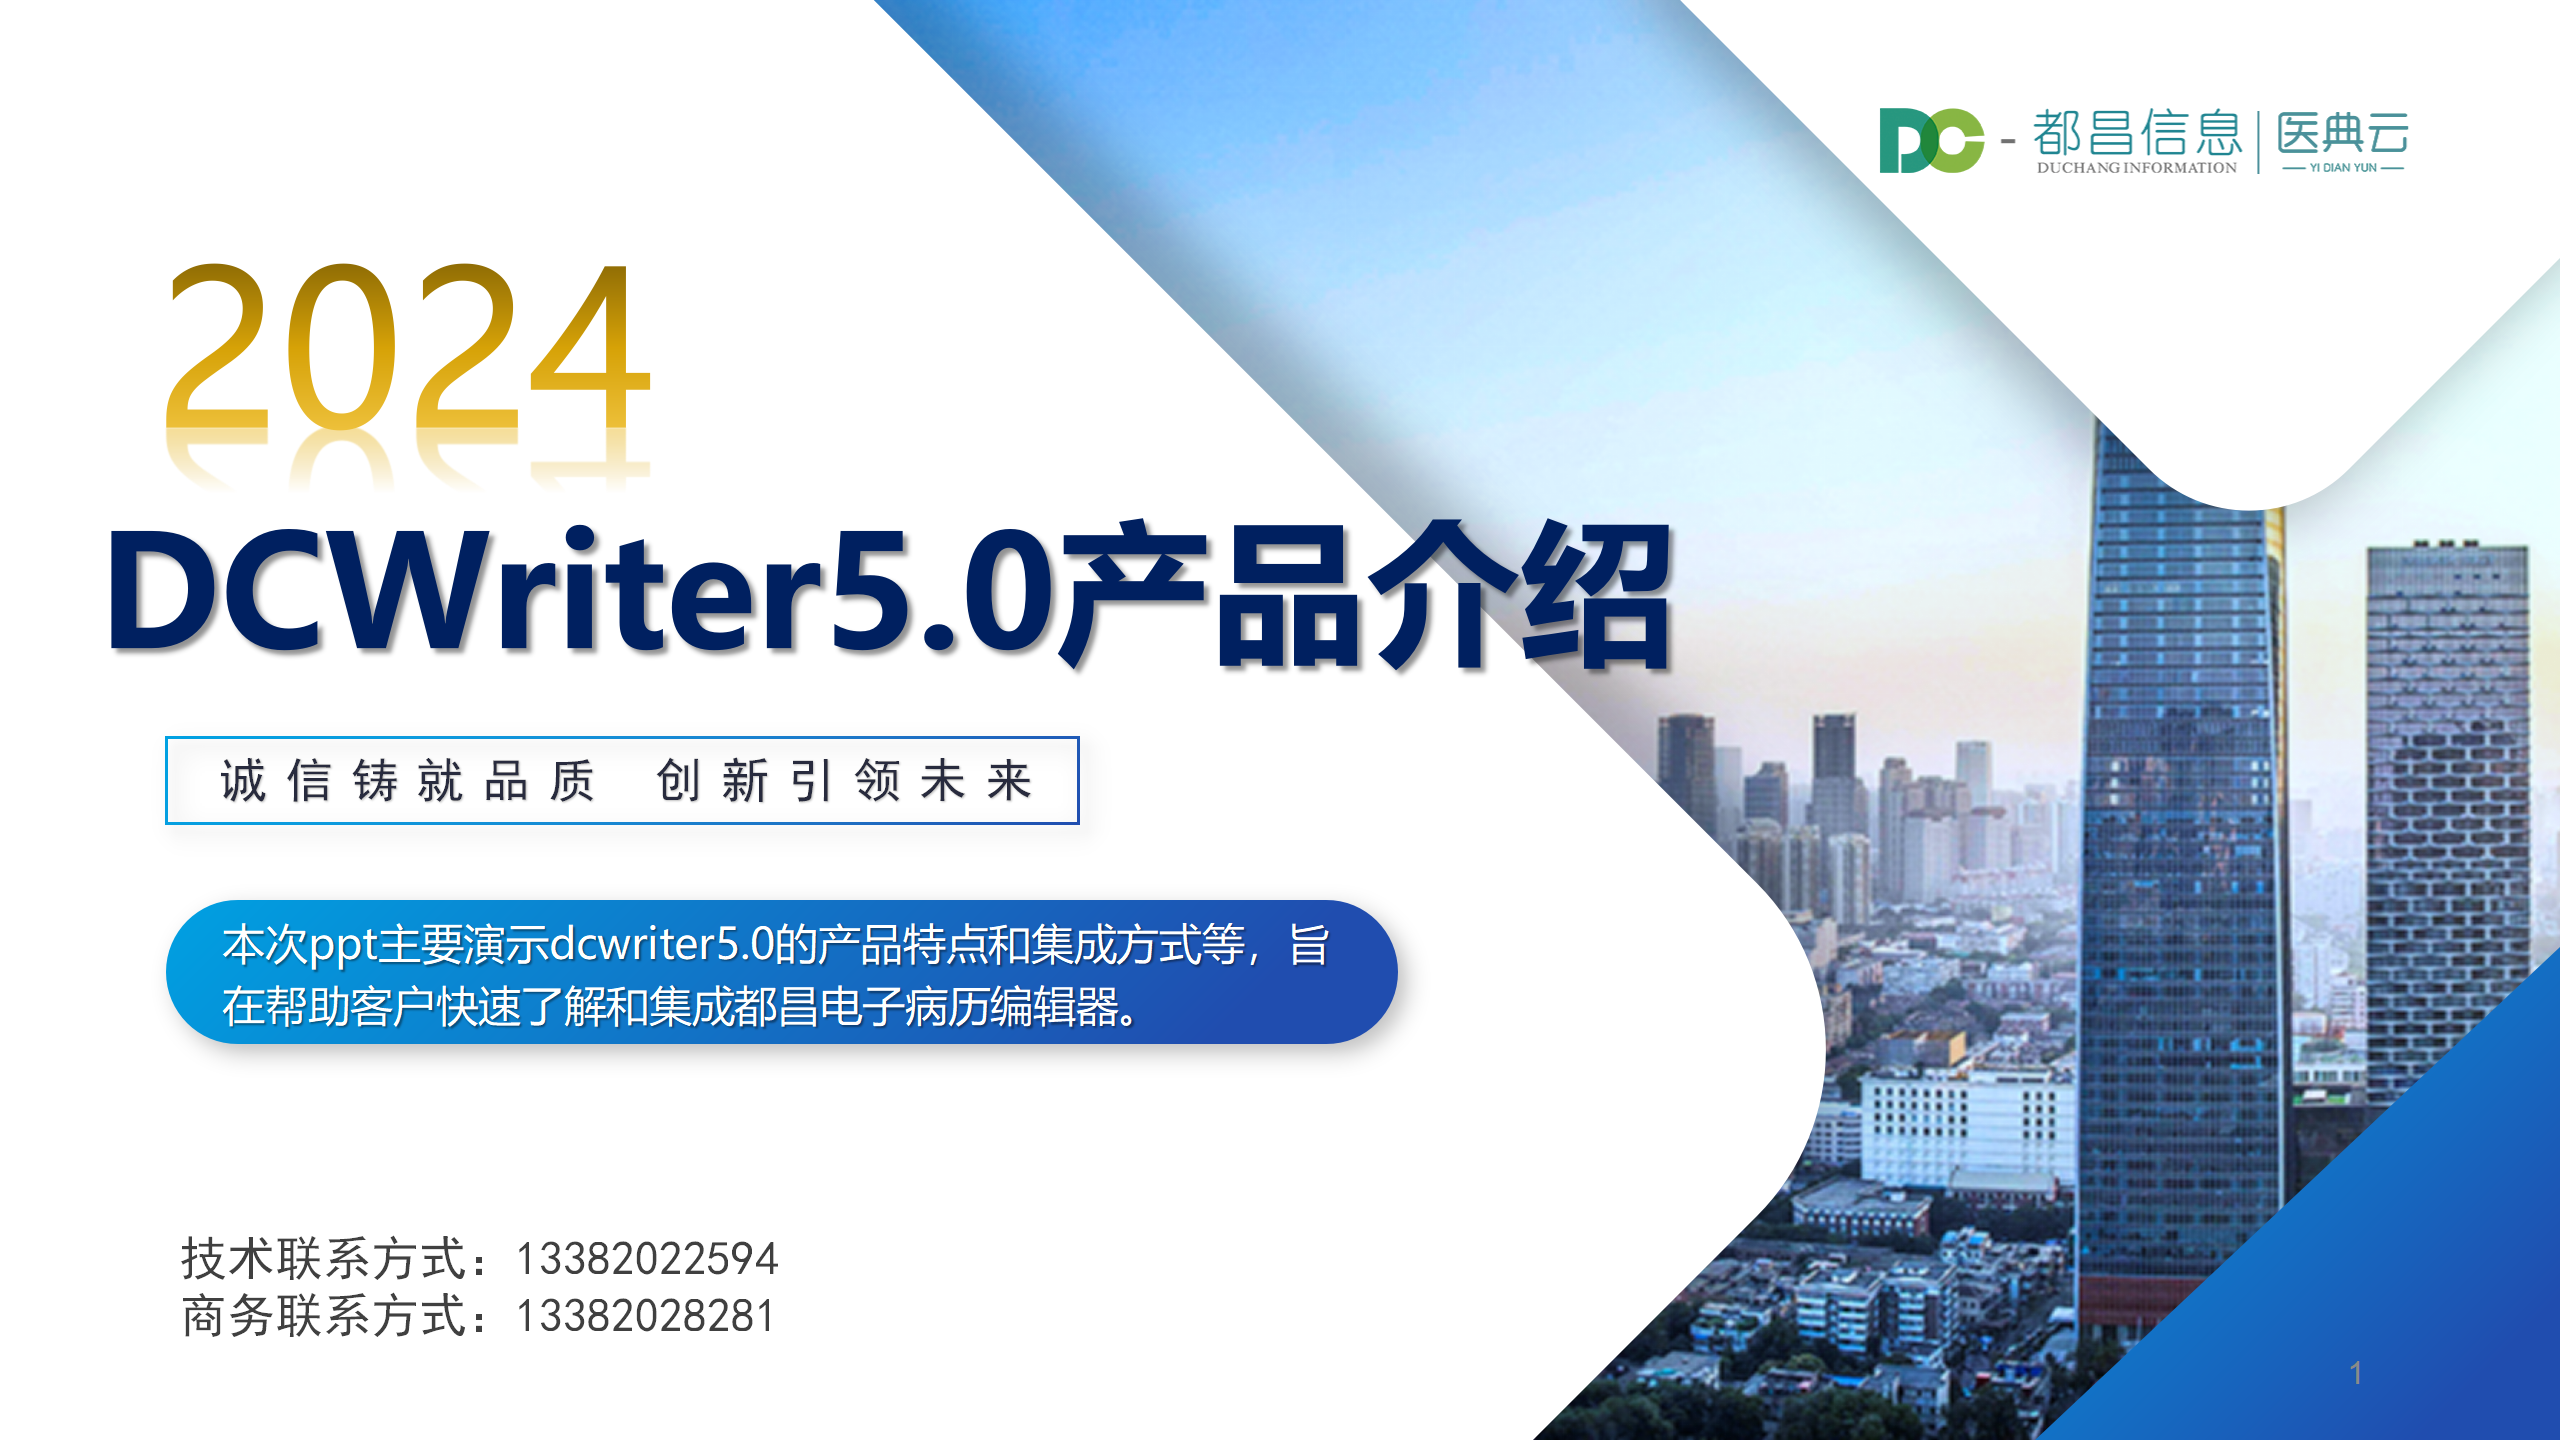 DC - 都昌信息 | 医典云
DUCHANG INFORMATION
YI DIAN YUN
2024
DCWriter5.0产品介绍
诚信铸就品质 创新引领未来
本次ppt主要演示dcwriter5.0的产品特点和集成方式等，旨
在帮助客户快速了解和集成都昌电子病历编辑器。
技术联系方式：13382022594
商务联系方式：13382028281
1